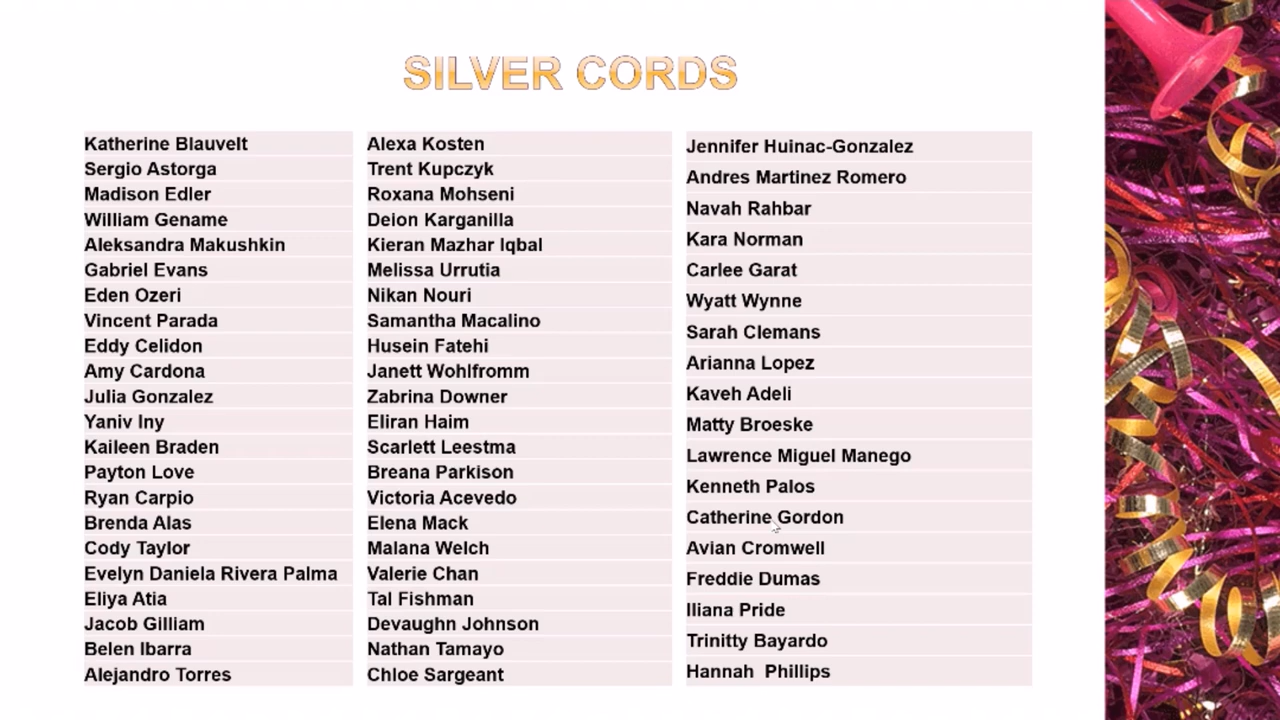 SILVER CORDS
Katherine Blauvelt
Sergio Astorga
Madison Edler
William Gename
Aleksandra Makushkin
Gabriel Evans
Eden Ozeri
Vincent Parada
Eddy Celidon
Amy Cardona
Julia Gonzalez
Yaniv Iny
Kaileen Braden
Payton Love
Ryan Carpio
Brenda Alas
Cody Taylor
Evelyn Daniela Rivera Palma
Eliya Atia
Jacob Gilliam
Belen Ibarra
Alejandro Torres
Alexa Kosten
Trent Kupczyk
Roxana Mohseni
Deion Karganilla
Kieran Mazhar Iqbal
Melissa Urrutia
Nikan Nouri
Samantha Macalino
Husein Fatehi
Janett Wohlfromm
Zabrina Downer
Eliran Haim
Scarlett Leestma
Breana Parkison
Victoria Acevedo
Elena Mack
Malana Welch
Valerie Chan
Tal Fishman
Devaughn Johnson
Nathan Tamayo
Chloe Sargeant
Jennifer Huinac-Gonzalez
Andres Martinez Romero
Navah Rahbar
Kara Norman
Carlee Garat
Wyatt Wynne
Sarah Clemans
Arianna Lopez
Kaveh Adeli
Matty Broeske
Lawrence Miguel Manego
Kenneth Palos
Catherine Gordon
Avian Cromwell
Freddie Dumas
Iliana Pride
Trinitty Bayardo
Hannah  Phillips